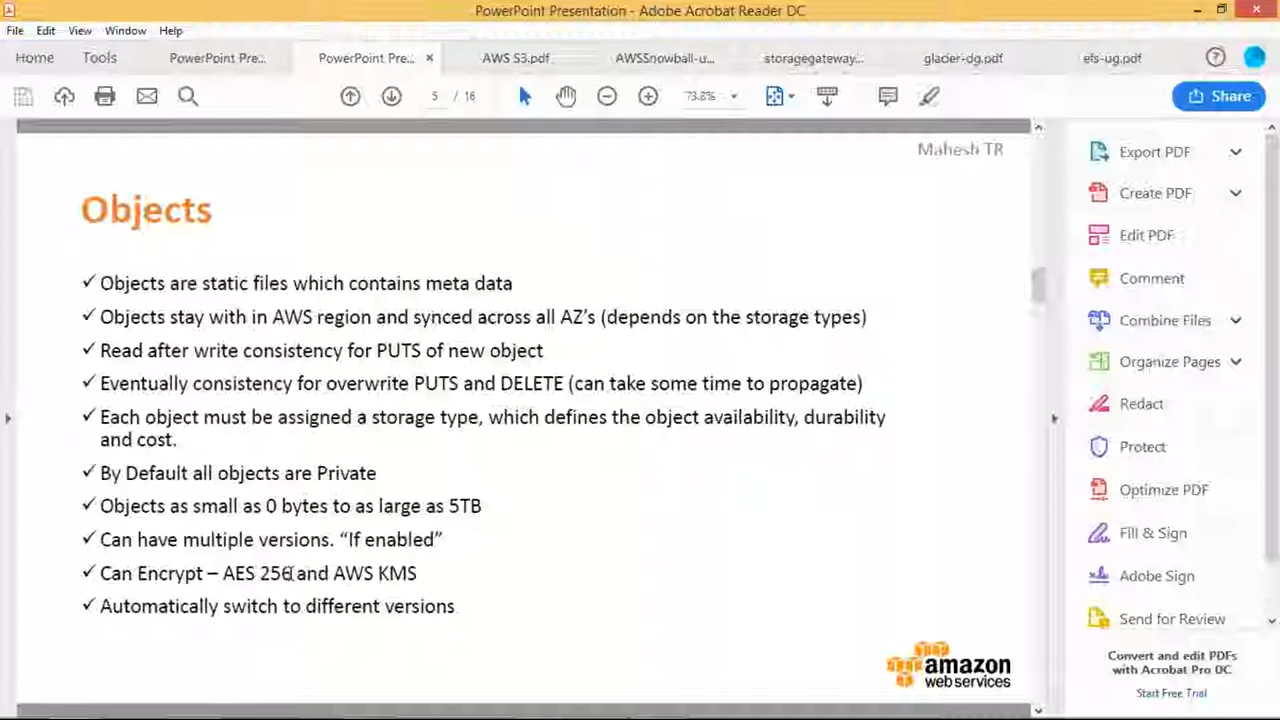 PowerPoint Presentation - Adobe Acrobat Reader DC
File Edit View Window Help
Home Tools PowerPoint Pre... PowerPoint Pre... AWS S3.pdf AWSSnowball-u... storagegateway... glacier-dg.pdf efs-ug.pdf
5 / 16 73.8% Share
Mahesh TR
Objects
✓ Objects are static files which contains meta data
✓ Objects stay with in AWS region and synced across all AZ's (depends on the storage types)
✓ Read after write consistency for PUTS of new object
✓ Eventually consistency for overwrite PUTS and DELETE (can take some time to propagate)
✓ Each object must be assigned a storage type, which defines the object availability, durability
and cost.
✓ By Default all objects are Private
✓ Objects as small as 0 bytes to as large as 5TB
✓ Can have multiple versions. “If enabled”
✓ Can Encrypt – AES 256 and AWS KMS
✓ Automatically switch to different versions
amazon
web services
Export PDF
Create PDF
Edit PDF
Comment
Combine Files
Organize Pages
Redact
Protect
Optimize PDF
Fill & Sign
Adobe Sign
Send for Review
Convert and edit PDFs
with Acrobat Pro DC
Start Free Trial